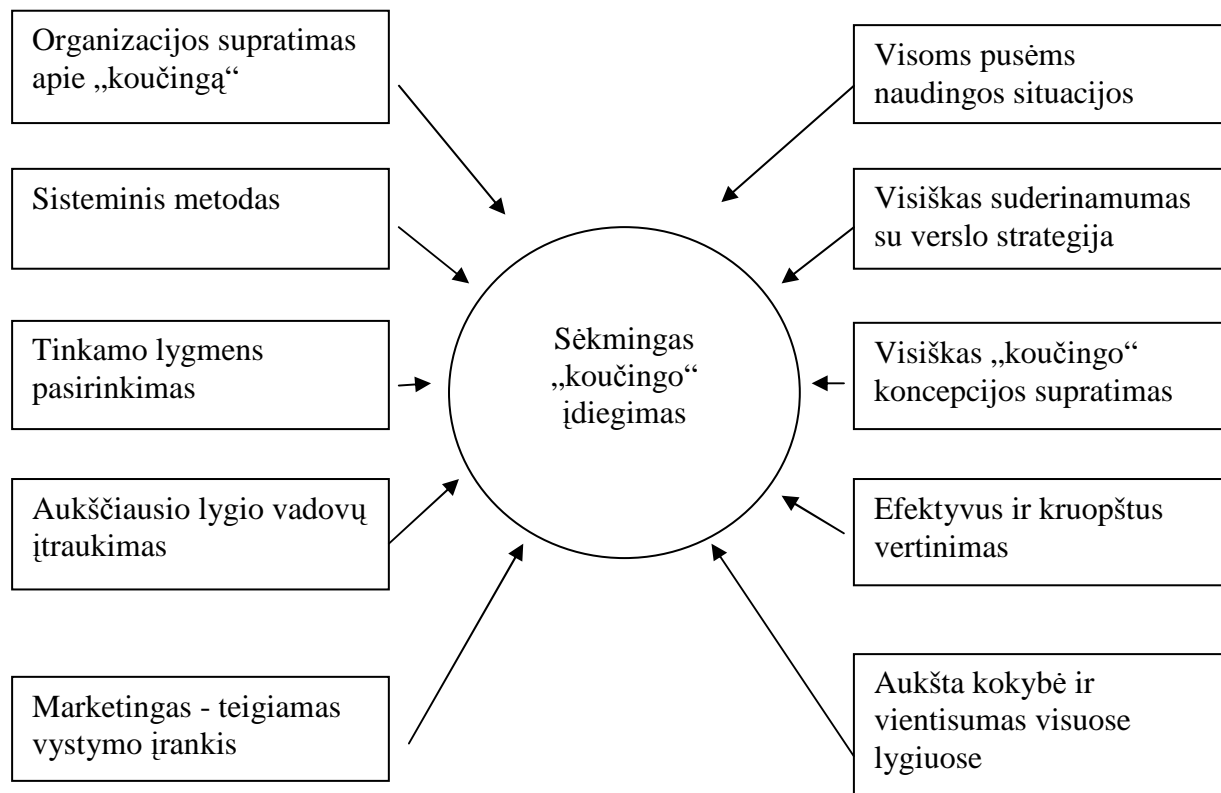 Organizacijos supratimas
apie „koučingą“
Sisteminis metodas
Tinkamo lygmens
pasirinkimas
Aukščiausio lygio vadovų
įtraukimas
Marketingas - teigiamas
vystymo įrankis
Sėkmingas
„koučingo“
įdiegimas
Visoms pusėms
naudingos situacijos
Visiškas suderinamumas
su verslo strategija
Visiškas „koučingo“
koncepcijos supratimas
Efektyvus ir kruopštus
vertinimas
Aukšta kokybė ir
vientisumas visuose
lygiuose